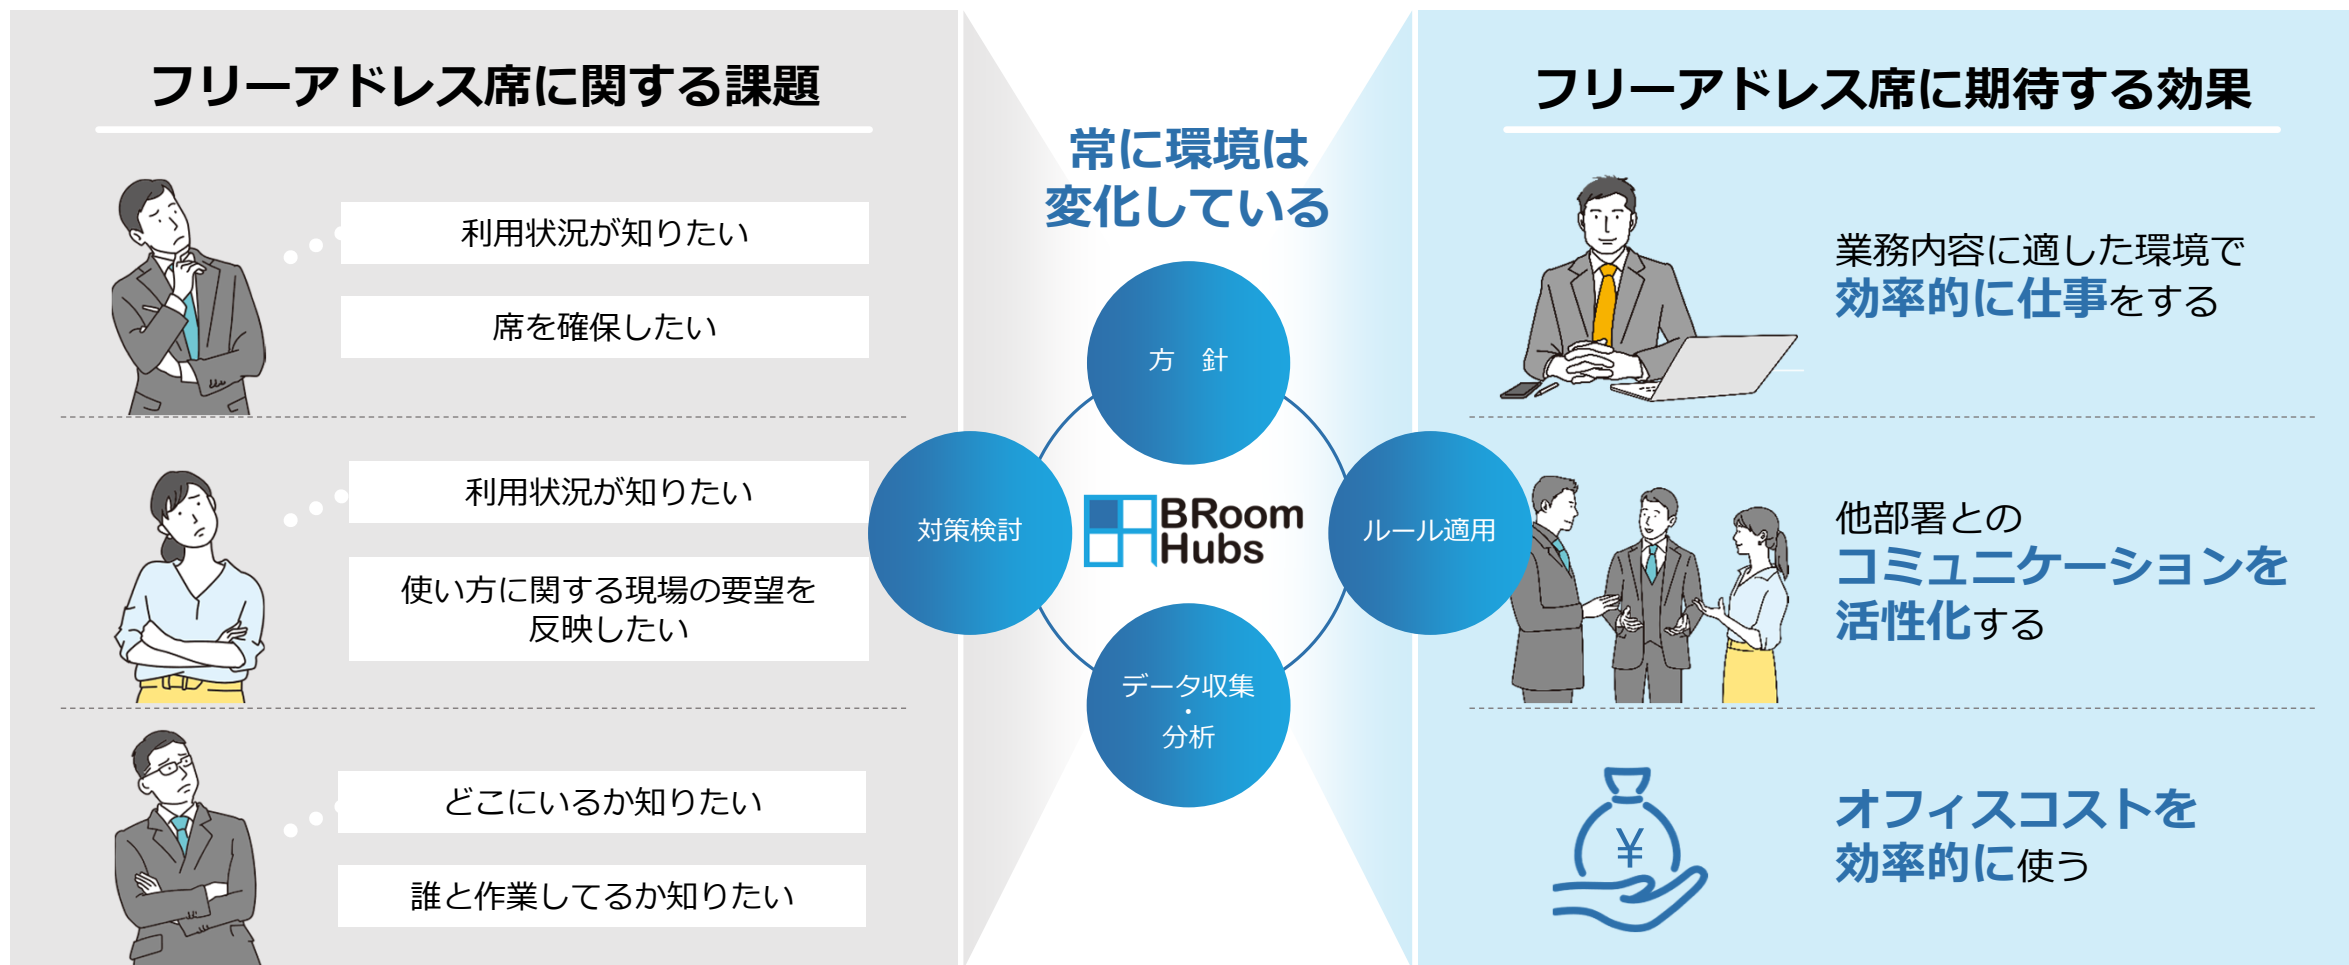 フリーアドレス席に関する課題
利用状況が知りたい
席を確保したい
利用状況が知りたい
使い方に関する現場の要望を
反映したい
どこにいるか知りたい
誰と作業してるか知りたい
常に環境は
変化している
方　針
対策検討
BRoom
Hubs
ルール適用
データ収集
・
分析
フリーアドレス席に期待する効果
業務内容に適した環境で
効率的に仕事をする
他部署との
コミュニケーションを
活性化する
¥
オフィスコストを
効率的に使う